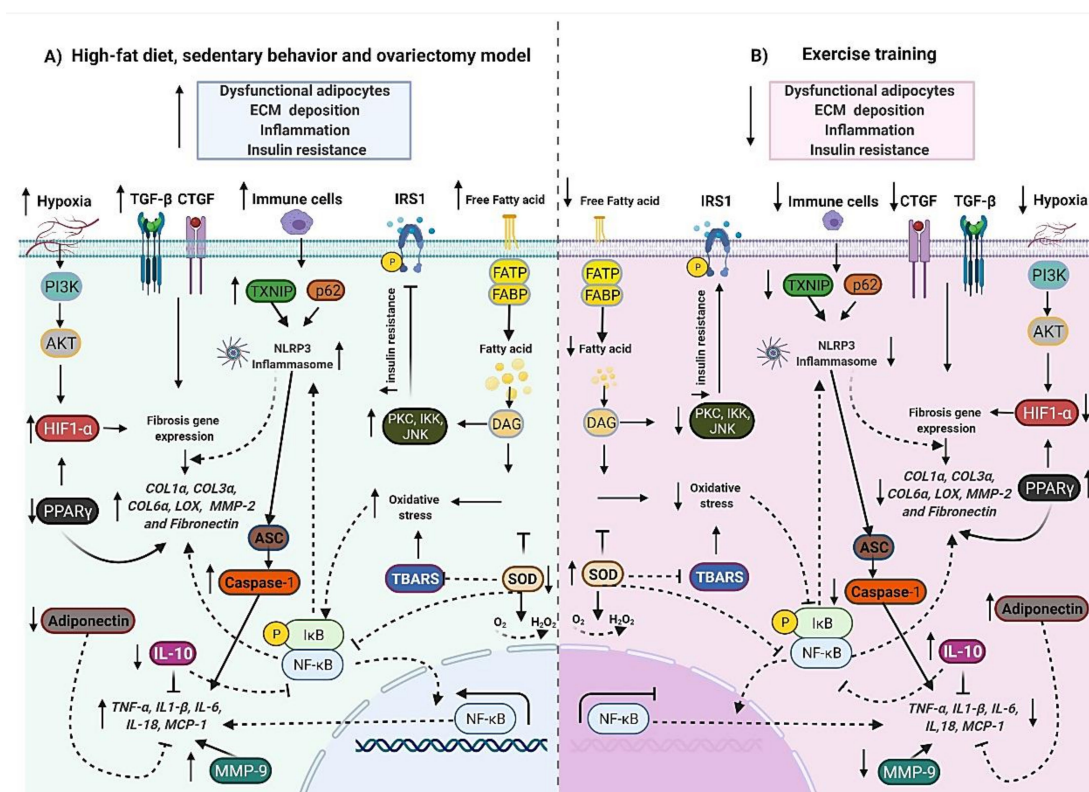 A) High-fat diet, sedentary behavior and ovariectomy model
Dysfunctional adipocytes
ECM deposition
Inflammation
Insulin resistance
Hypoxia
TGF-β CTGF
Immune cells
IRS1
Free Fatty acid
PI3K
AKT
HIF1-α
PPARγ
TXNIP
p62
NLRP3
Inflammasome
P
insulin resistance
FATP
FABP
Fatty acid
DAG
PKC, IKK,
JNK
Fibrosis gene
expression
COL1α, COL3α,
COL6α, LOX, MMP-2
and Fibronectin
Oxidative
stress
ASC
Caspase-1
TBARS
SOD
O₂
H₂O₂
Adiponectin
IL-10
P
IκB
NF-κB
TNF-α, IL1-β, IL-6,
IL-18, MCP-1
MMP-9
NF-κB
B) Exercise training
Dysfunctional adipocytes
ECM deposition
Inflammation
Insulin resistance
Free Fatty acid
IRS1
Immune cells
CTGF
TGF-β
Hypoxia
FATP
FABP
Fatty acid
DAG
P
insulin resistance
PKC, IKK,
JNK
TXNIP
p62
NLRP3
Inflammasome
PI3K
AKT
HIF1-α
PPARγ
Fibrosis gene
expression
COL1α, COL3α,
COL6α, LOX, MMP-2
and Fibronectin
Oxidative
stress
ASC
Caspase-1
SOD
TBARS
O₂
H₂O₂
P
IκB
NF-κB
Adiponectin
IL-10
TNF-α, IL1-β, IL-6,
IL,18, MCP-1
MMP-9
NF-κB